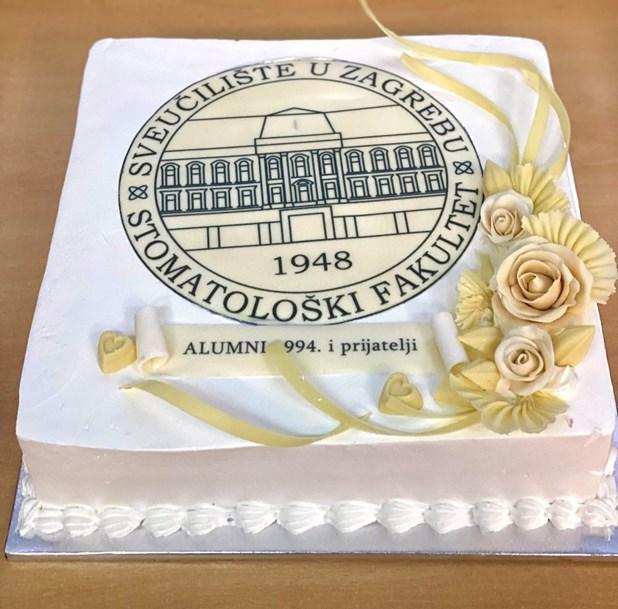 SVEUČILIŠTE U ZAGREBU
STOMATOLOŠKI FAKULTET
1948
ALUMNI 994. i prijatelji